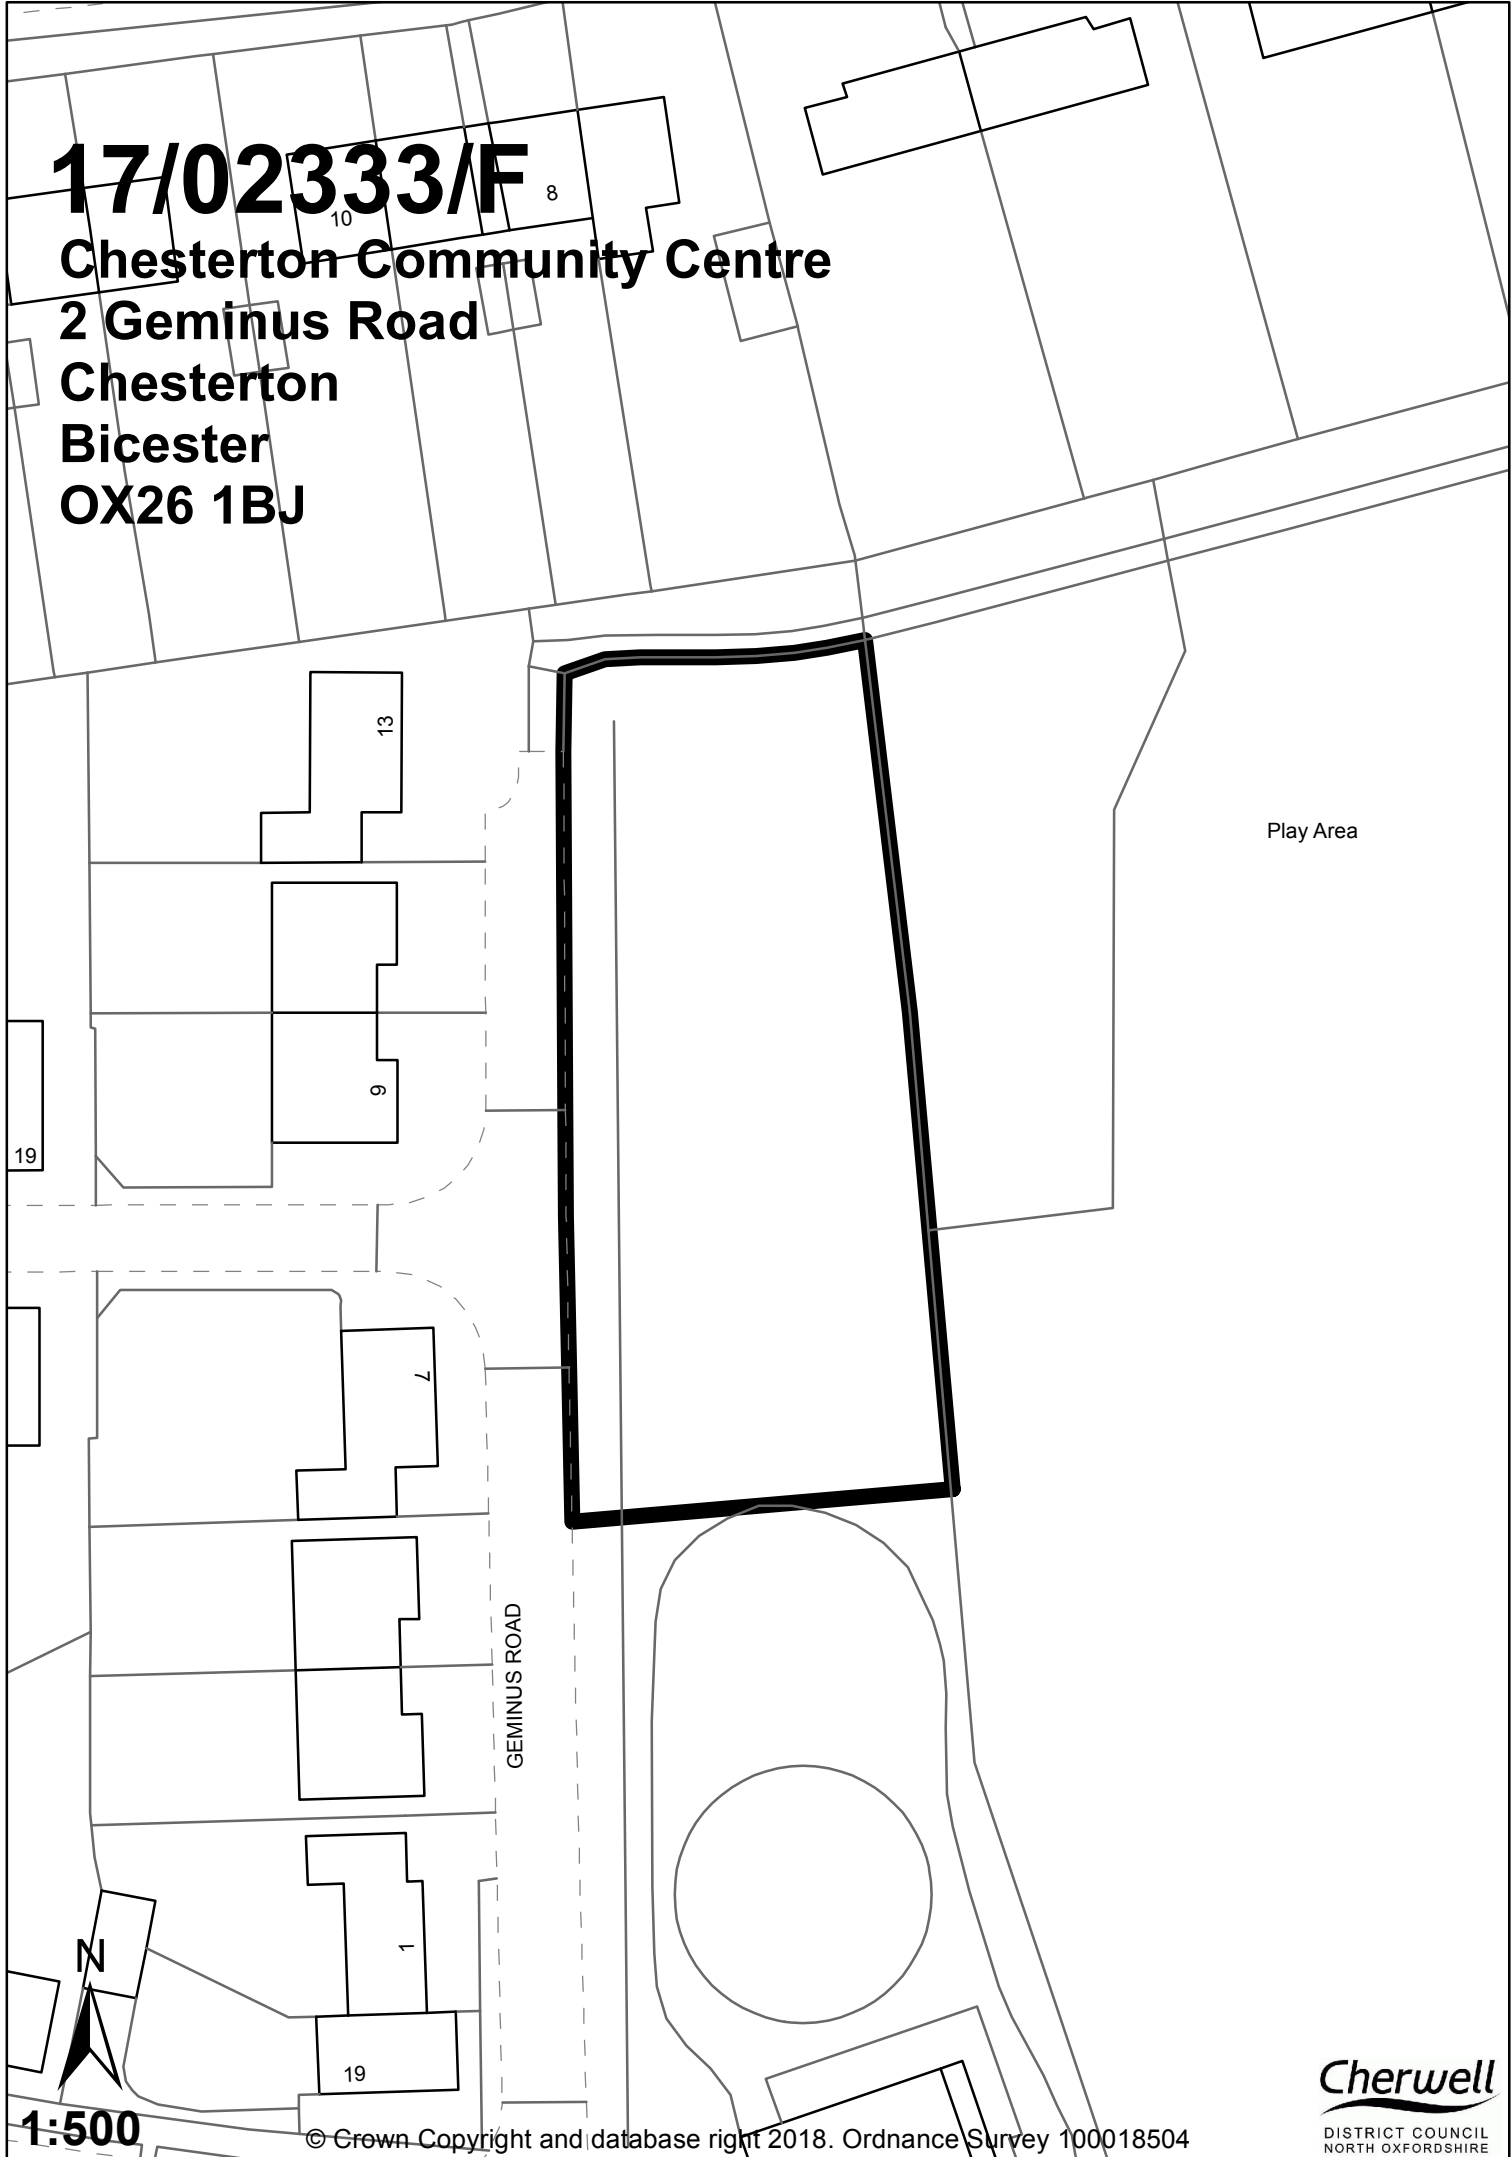 17/02333/F
Chesterton Community Centre
2 Geminus Road
Chesterton
Bicester
OX26 1BJ
10
8
13
Play Area
9
19
7
GEMINUS ROAD
1
N
19
1:500
© Crown Copyright and database right 2018. Ordnance Survey 100018504
Cherwell
DISTRICT COUNCIL
NORTH OXFORDSHIRE